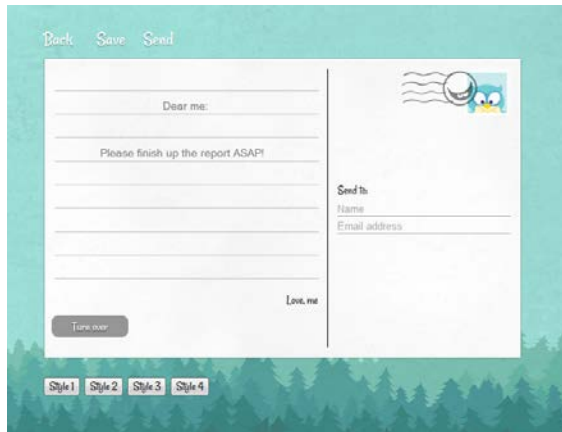 Back Save Send
Dear me:
Please finish up the report ASAP!
Send to:
Name
Email address
Love, me
Turn over
Style 1 Style 2 Style 3 Style 4